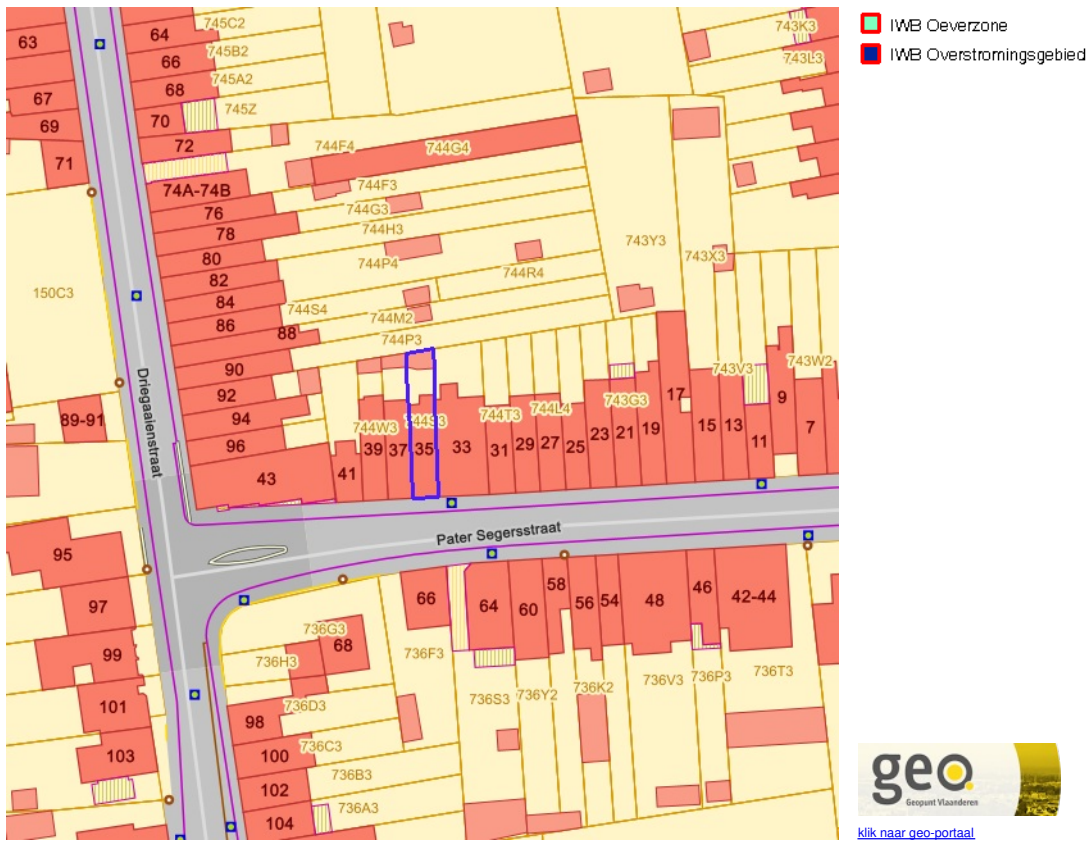 IWB Oeverzone
IWB Overstromingsgebied
63
64
745C2
743K3
66
745B2
743L3
745A2
67
68
69
70
745Z
71
72
744F4
744G4
74A-74B
744F3
76
744G3
78
744H3
743Y3
80
744P4
743X3
82
744R4
150C3
84
744S4
86
744M2
88
744P3
90
743V3
743W2
92
Driegaaienstraat
89-91
94
96
744W3
744S3
744T3
744L4
743G3
17
9
43
41
39
37
35
33
31
29
27
25
23
21
19
15
13
11
7
Pater Segersstraat
95
97
99
101
103
66
64
60
58
56
54
48
46
42-44
736G3
68
736H3
736F3
736S3
736Y2
736K2
736V3
736P3
736T3
736D3
98
100
736C3
102
736B3
104
736A3
geo
Geopunt Vlaanderen
klik naar geo-portaal